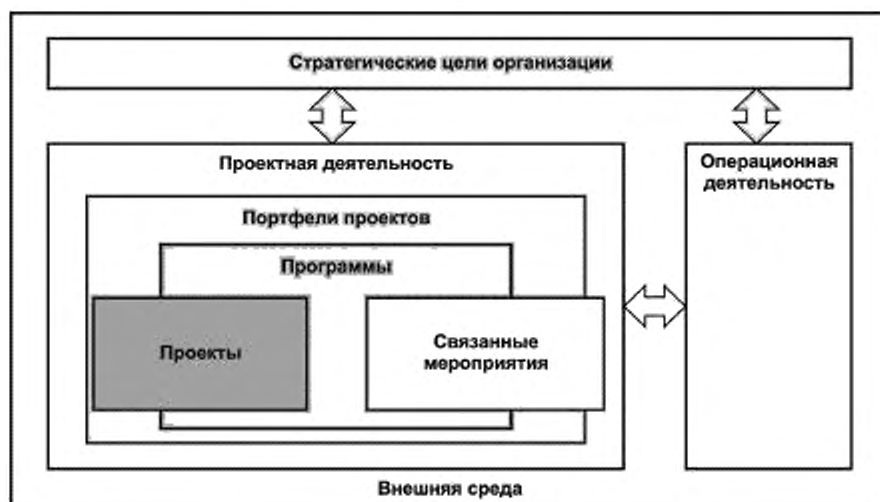 Стратегические цели организации
Проектная деятельность
Операционная
деятельность
Портфели проектов
Программы
Проекты
Связанные
мероприятия
Внешняя среда